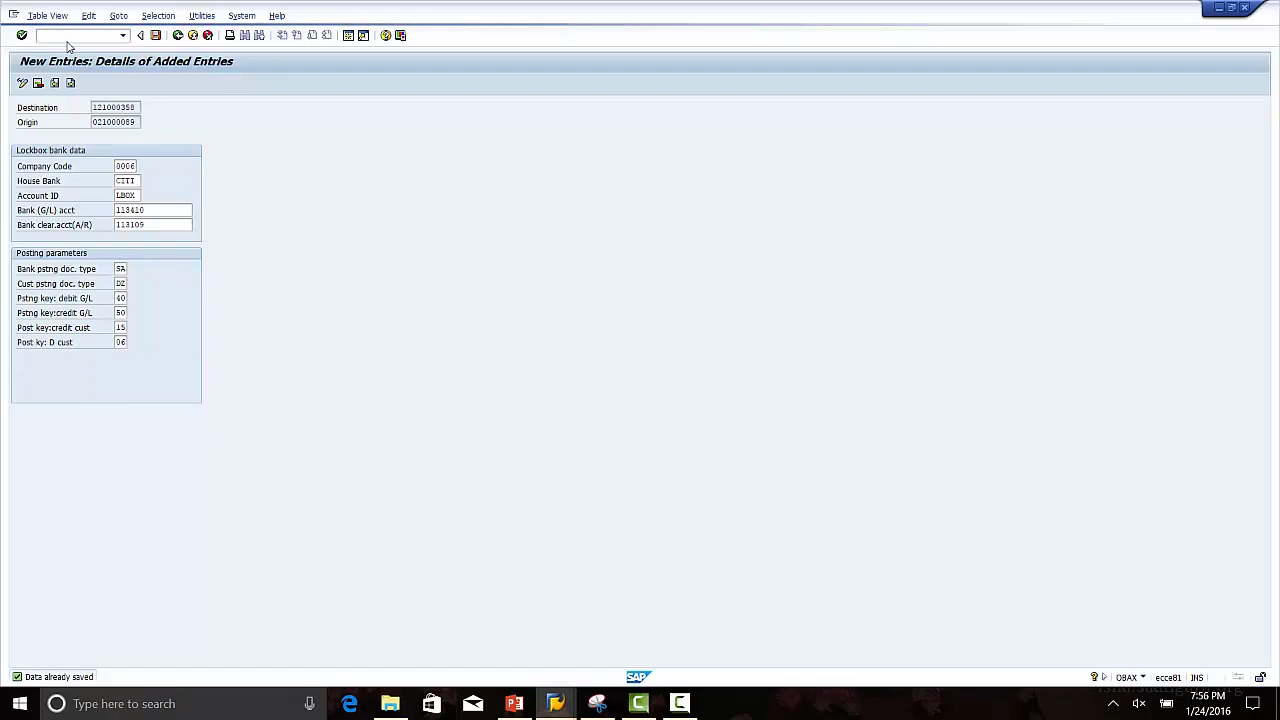 Table View Edit Goto Selection Utilities System Help
New Entries: Details of Added Entries
Destination 121000358
Origin 021000089
Lockbox bank data
Company Code 0006
House Bank CITI
Account ID LBOX
Bank (G/L) acct 113410
Bank clear.acct(A/R) 113109
Posting parameters
Bank pstng doc. type SA
Cust pstng doc. type DZ
Pstng key: debit G/L 40
Pstng key:credit G/L 50
Post key:credit cust 15
Post ky: D cust 06
Data already saved
SAP
OBAX ecce81 INS
Type here to search
7:56 PM
1/24/2016